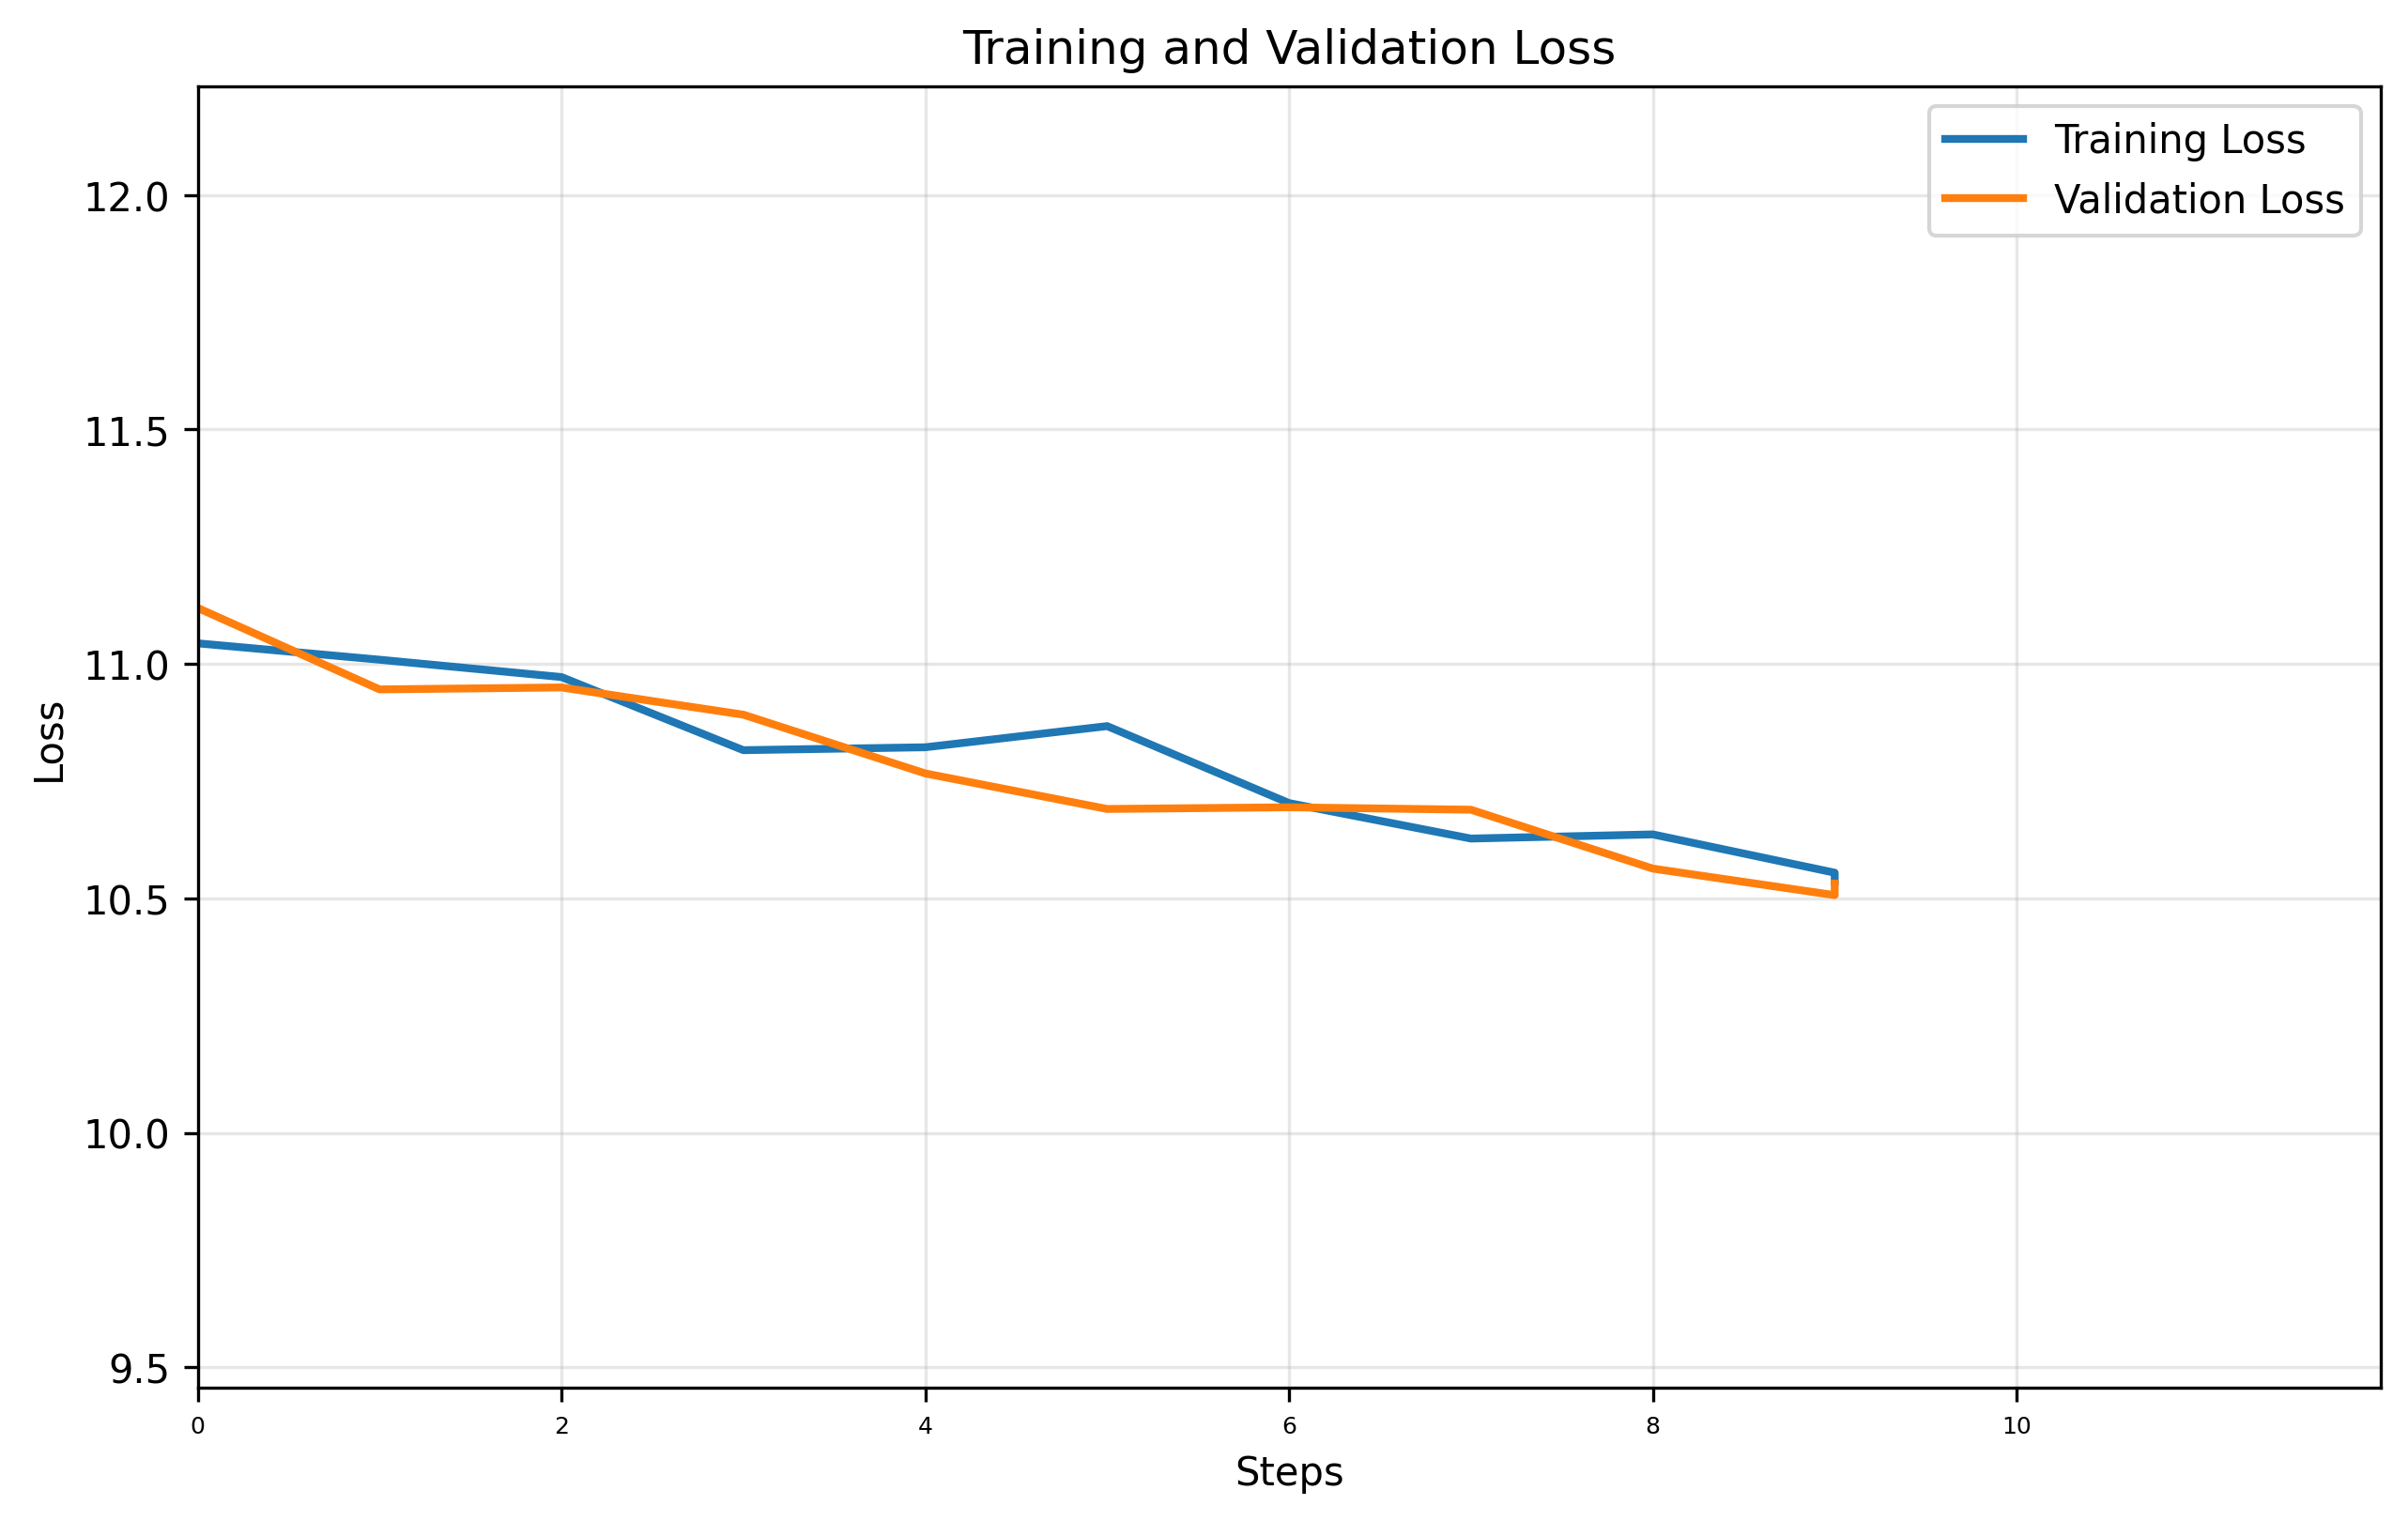 Training and Validation Loss
Training Loss
Validation Loss
12.0
11.5
11.0
10.5
10.0
9.5
Loss
0 2 4 6 8 10
Steps